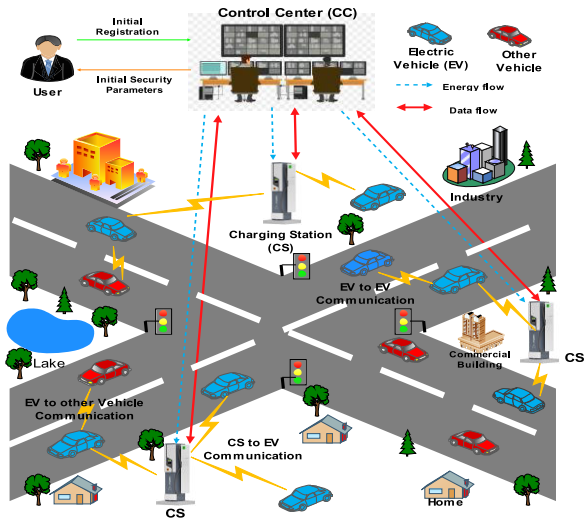 Control Center (CC)
Initial
Registration
User
Initial Security
Parameters
Electric
Vehicle (EV)
Other
Vehicle
Energy flow
Data flow
Industry
Charging Station
(CS)
EV to EV
Communication
CS
Commercial
Building
Lake
EV to other Vehicle
Communication
CS to EV
Communication
CS
Home